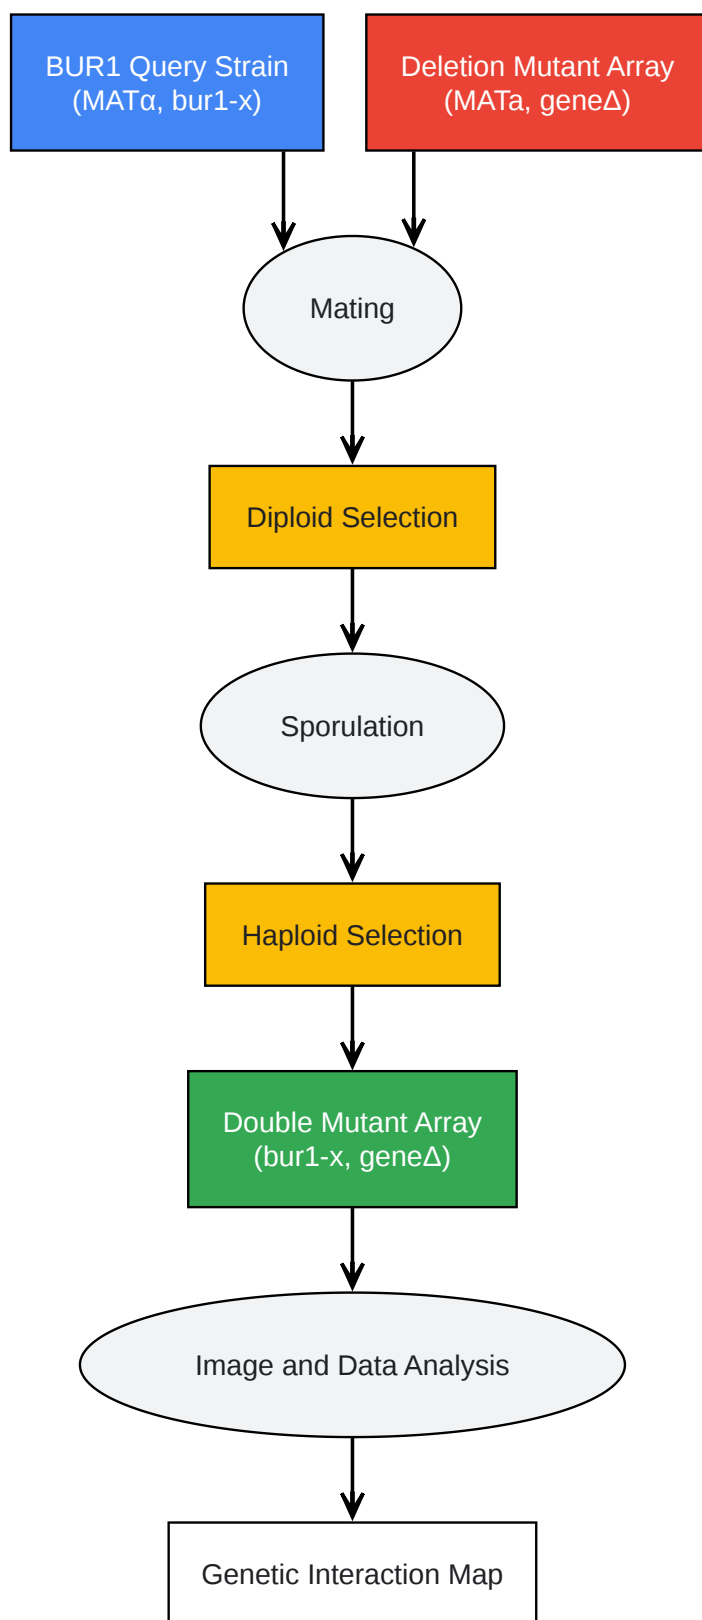 BUR1 Query Strain
(MATα, bur1-x)
Deletion Mutant Array
(MATa, geneΔ)
Mating
Diploid Selection
Sporulation
Haploid Selection
Double Mutant Array
(bur1-x, geneΔ)
Image and Data Analysis
Genetic Interaction Map